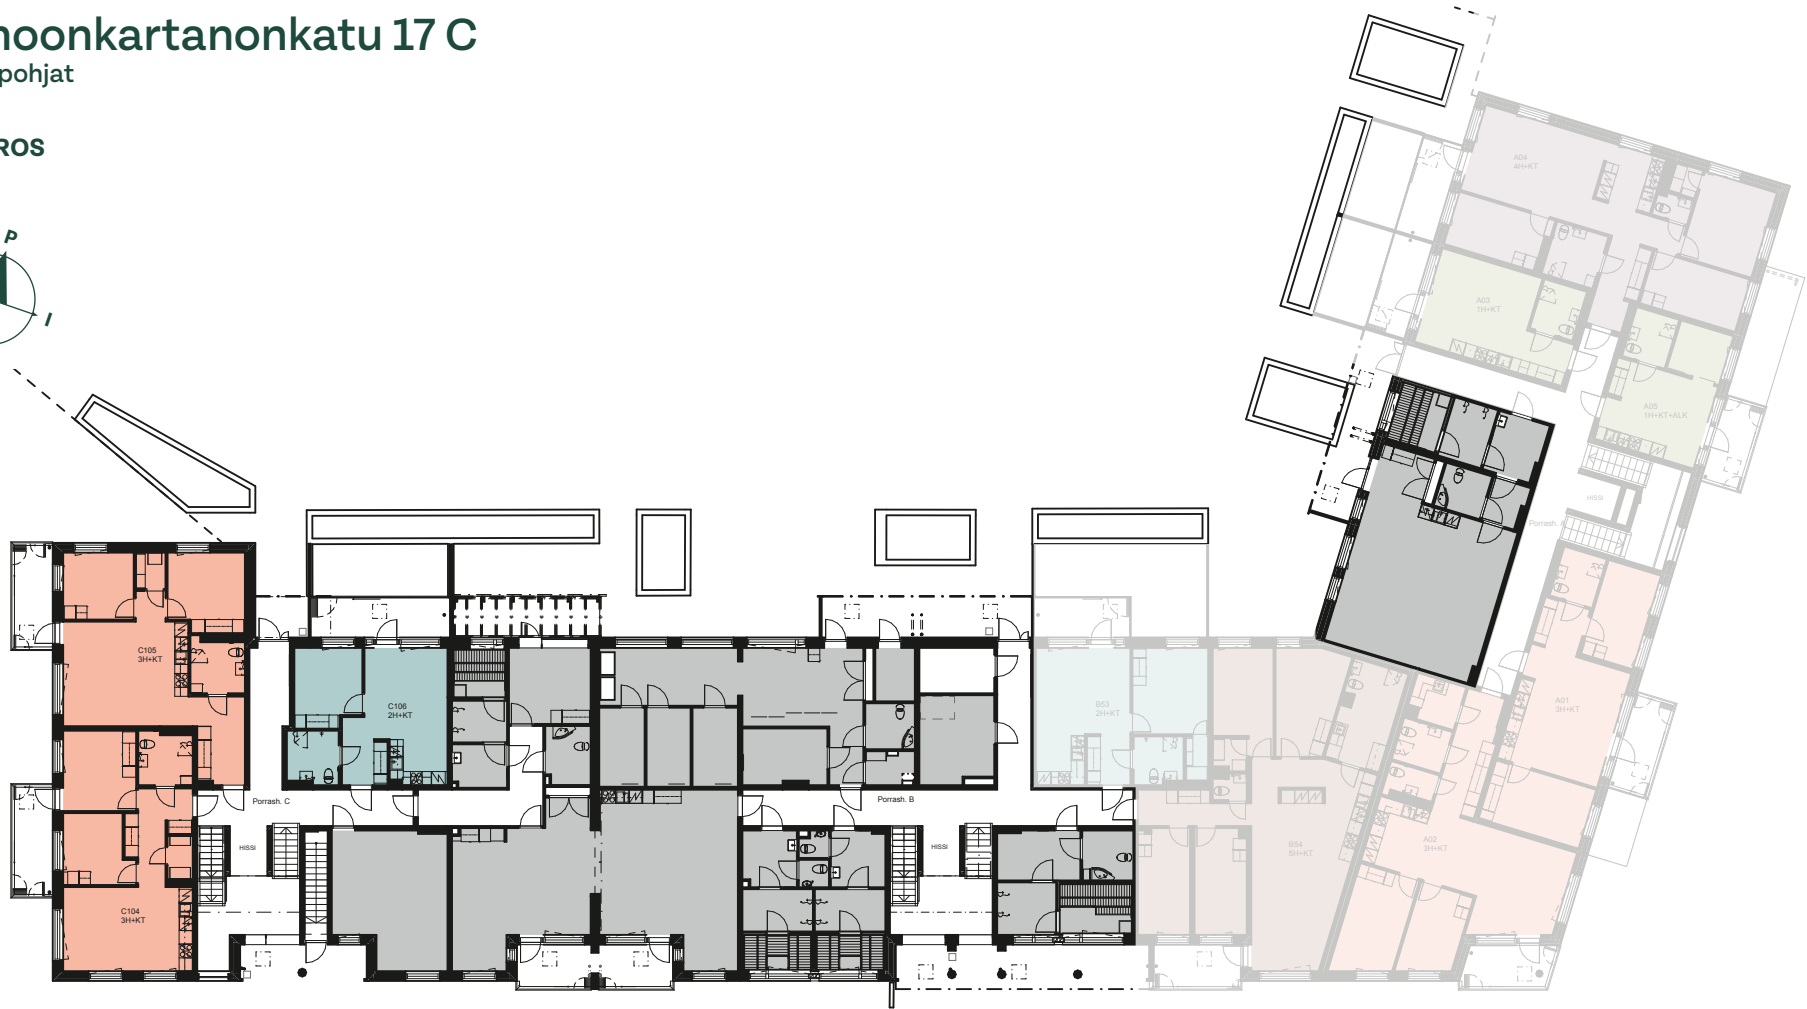 noonkartanonkatu 17 C
pohjat
ROS
P
I
A04
4H+KT
A03
1H+KT
A05
1H+KT+ALK
HISSI
Porrash. A
C105
3H+KT
C106
2H+KT
B53
2H+KT
A01
3H+KT
Porrash. C
Porrash. B
HISSI
HISSI
B54
5H+KT
A02
3H+KT
C104
3H+KT